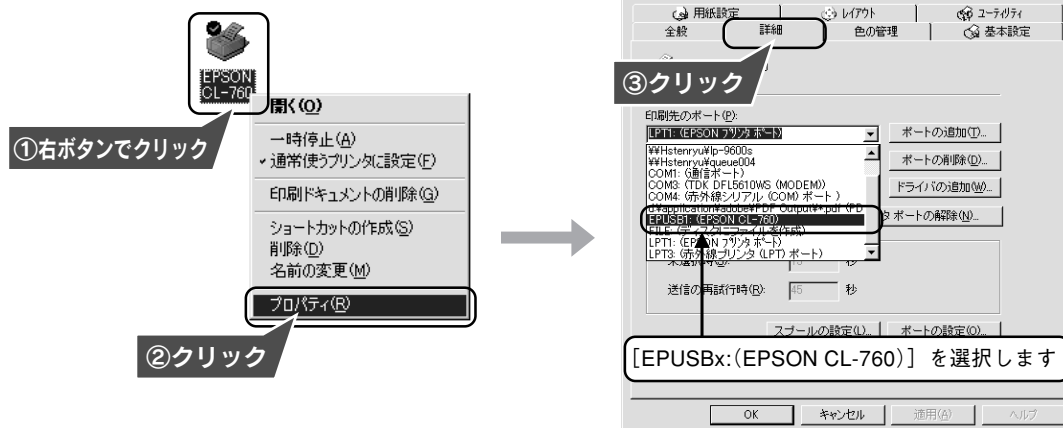 EPSON
CL-760
①右ボタンでクリック
開く(O)
一時停止(A)
通常使うプリンタに設定(F)
印刷ドキュメントの削除(G)
ショートカットの作成(S)
削除(D)
名前の変更(M)
プロパティ(R)
②クリック
用紙設定
レイアウト
ユーティリティ
全般
詳細
色の管理
基本設定
③クリック
印刷先のポート(P):
LPT1: (EPSON プリンタ ポート)
ポートの追加(T)...
¥¥Hstenryu¥lp-9600s
¥¥Hstenryu¥queue004
COM1: (通信ポート)
ポートの削除(D)...
COM3: (TDK DFL5610WS (MODEM))
COM4: (赤外線シリアル (COM) ポート )
ドライバの追加(W)...
d:¥application¥adobe¥PDF Output¥*.pdf (PD
EPUSB1: (EPSON CL-760)
タ ポートの解除(N)...
FILE: (ディスクにファイルを作成)
LPT1: (EPSON プリンタ ポート)
LPT3: (赤外線プリンタ (LPT) ポート)
未選択時(S):
15
秒
送信の再試行時(R):
45
秒
スプールの設定(L)...
ポートの設定(O)...
[EPUSBx:(EPSON CL-760)] を選択します
OK
キャンセル
適用(A)
ヘルプ